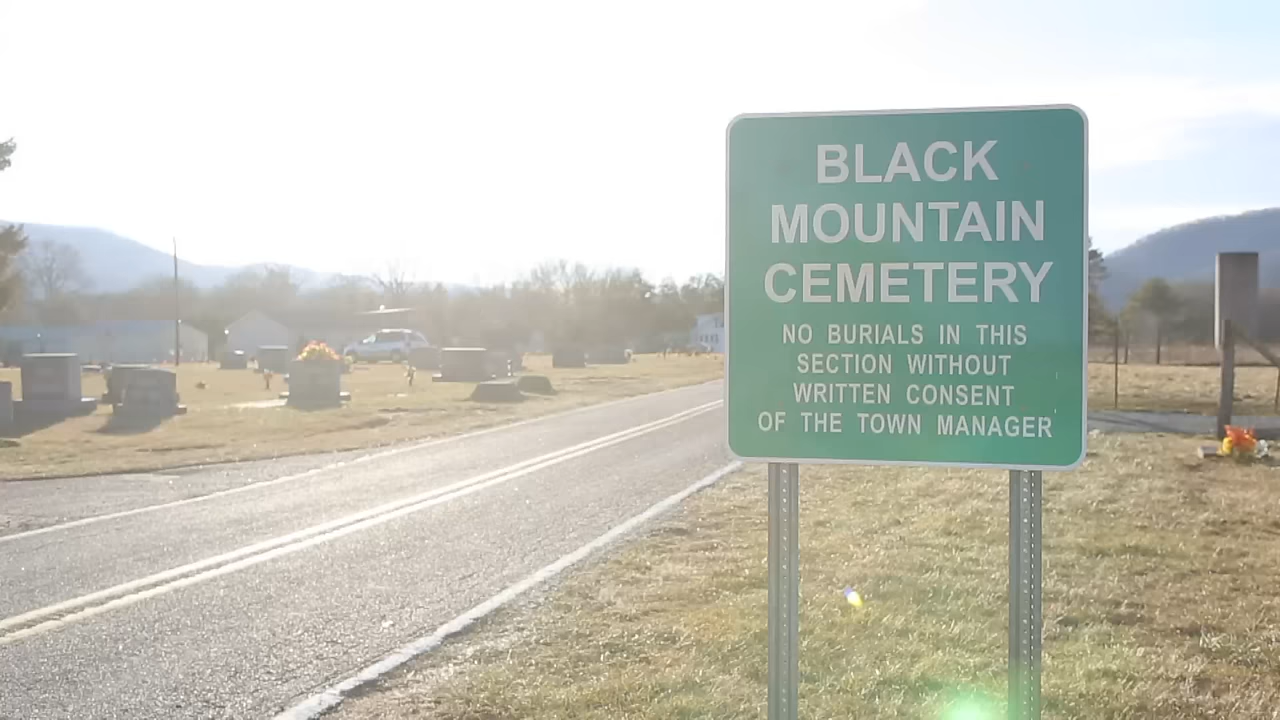 BLACK
MOUNTAIN
CEMETERY
NO BURIALS IN THIS
SECTION WITHOUT
WRITTEN CONSENT
OF THE TOWN MANAGER